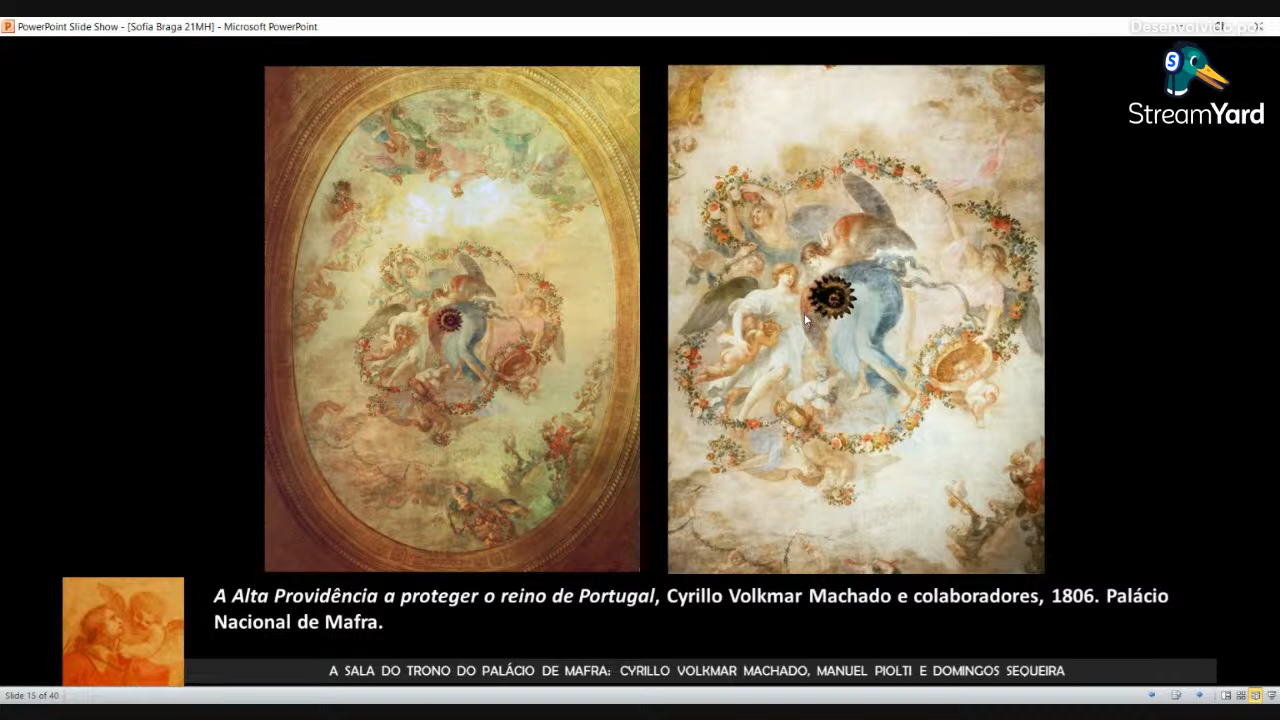 PowerPoint Slide Show - [Sofia Braga 21MH] - Microsoft PowerPoint
Desenvolvido por
StreamYard
A Alta Providência a proteger o reino de Portugal, Cyrillo Volkmar Machado e colaboradores, 1806. Palácio
Nacional de Mafra.
A SALA DO TRONO DO PALÁCIO DE MAFRA: CYRILLO VOLKMAR MACHADO, MANUEL PIOLTI E DOMINGOS SEQUEIRA
Slide 15 of 40